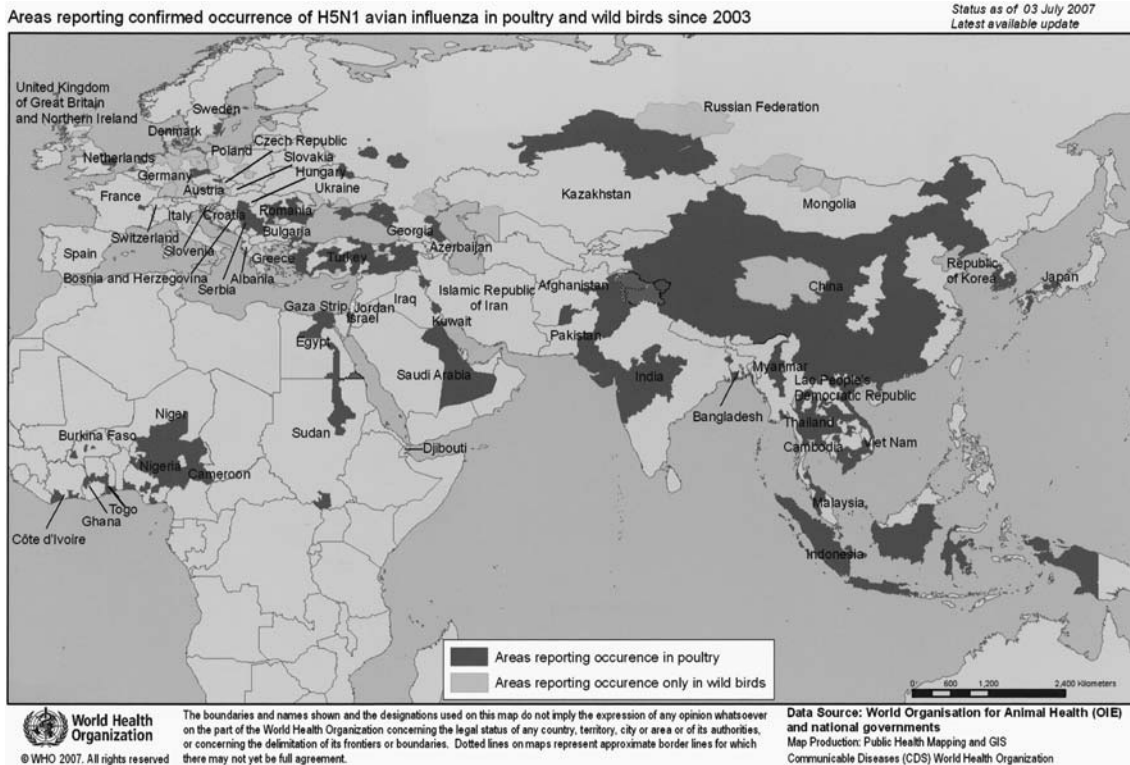 Areas reporting confirmed occurrence of H5N1 avian influenza in poultry and wild birds since 2003
Status as of 03 July 2007
Latest available update
United Kingdom
of Great Britain
and Northern Ireland
Sweden
Russian Federation
Denmark
Poland
Czech Republic
Slovakia
Netherlands
Germany
Hungary
Austria
Ukraine
France
Kazakhstan
Mongolia
Italy
Croatia
Romania
Switzerland
Bulgaria
Georgia
Spain
Slovenia
Azerbaijan
Bosnia and Herzegovina
Greece
Turkey
Albania
Serbia
Republic
of Korea
Japan
China
Afghanistan
Islamic Republic
of Iran
Iraq
Gaza Strip
Jordan
Israel
Kuwait
Egypt
Pakistan
Myanmar
Saudi Arabia
India
Lao People's
Democratic Republic
Bangladesh
Niger
Thailand
Burkina Faso
Sudan
Djibouti
Cambodia
Viet Nam
Nigeria
Cameroon
Togo
Ghana
Malaysia
Côte d'Ivoire
Indonesia
Areas reporting occurence in poultry
Areas reporting occurence only in wild birds
0 600 1,200 2,400 Kilometers
World Health
Organization
© WHO 2007. All rights reserved
The boundaries and names shown and the designations used on this map do not imply the expression of any opinion whatsoever
on the part of the World Health Organization concerning the legal status of any country, territory, city or area or of its authorities,
or concerning the delimitation of its frontiers or boundaries. Dotted lines on maps represent approximate border lines for which
there may not yet be full agreement.
Data Source: World Organisation for Animal Health (OIE)
and national governments
Map Production: Public Health Mapping and GIS
Communicable Diseases (CDS) World Health Organization